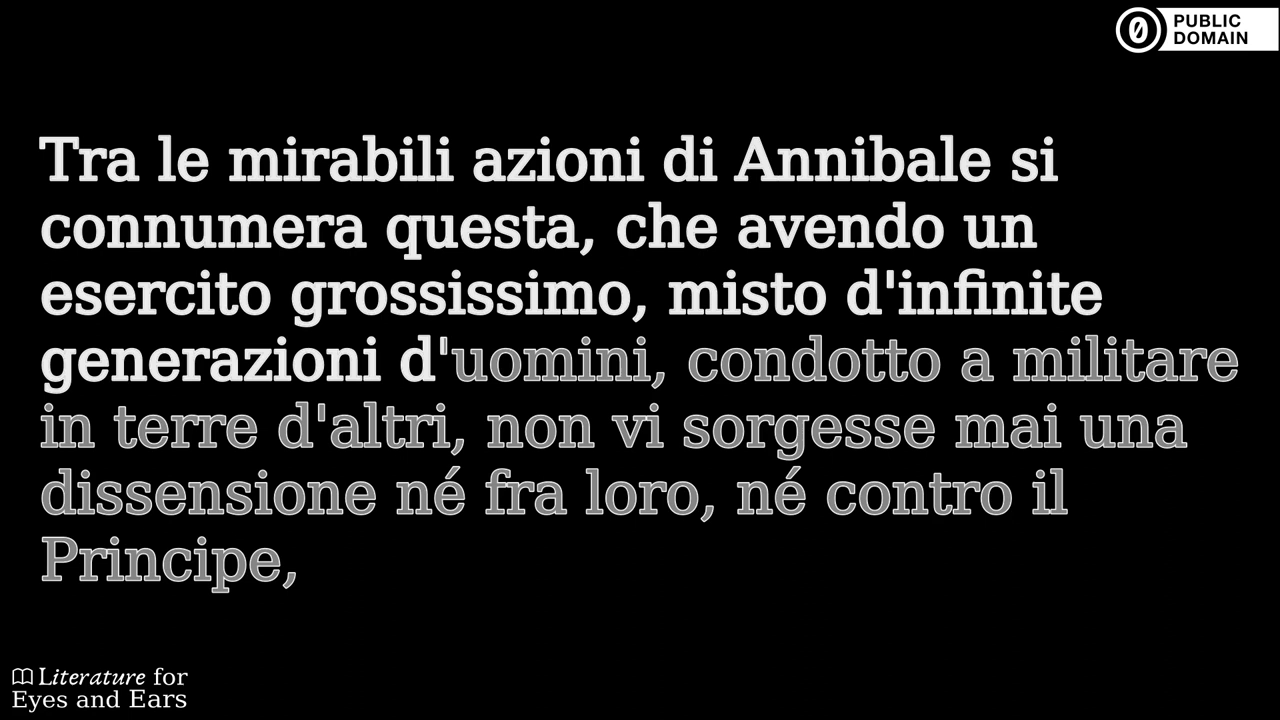 PUBLIC
DOMAIN
Tra le mirabili azioni di Annibale si
connumera questa, che avendo un
esercito grossissimo, misto d'infinite
generazioni d'uomini, condotto a militare
in terre d'altri, non vi sorgesse mai una
dissensione né fra loro, né contro il
Principe,
Literature for
Eyes and Ears